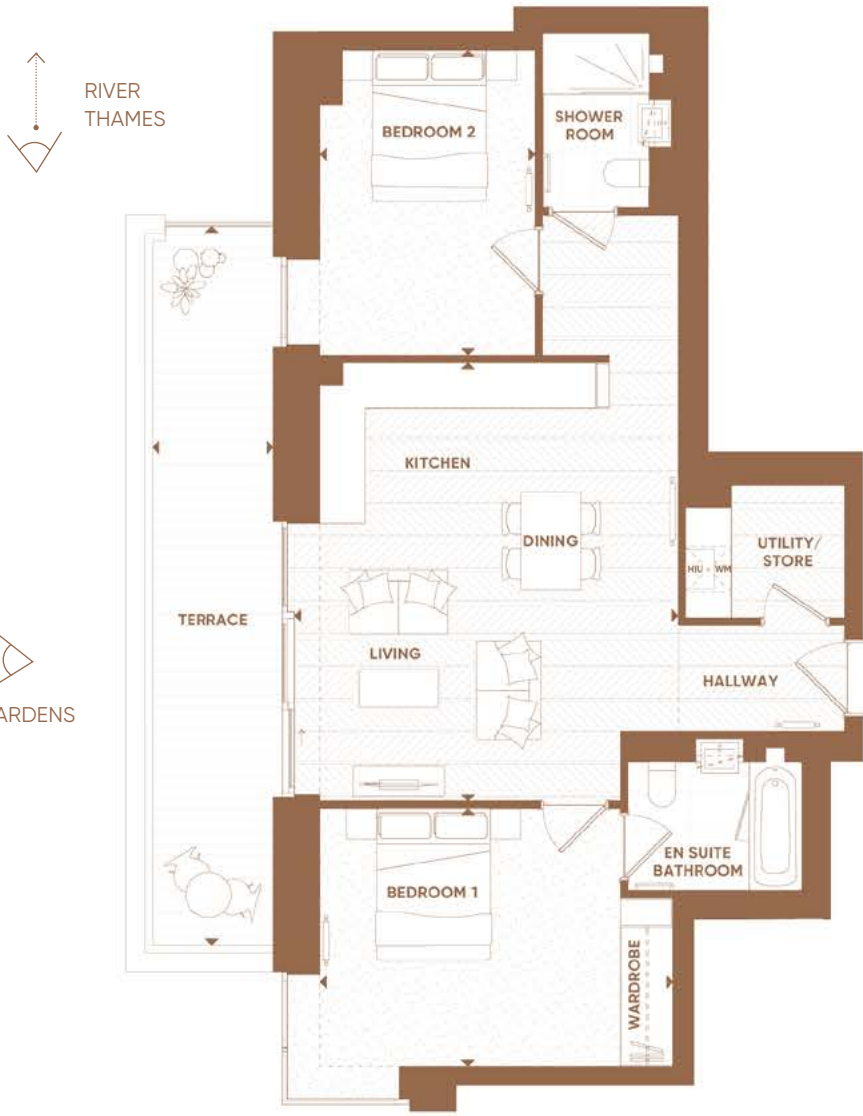 RIVER
THAMES
BEDROOM 2
SHOWER
ROOM
KITCHEN
DINING
UTILITY/
STORE
HIU
WM
TERRACE
LIVING
HALLWAY
ARDENS
EN SUITE
BATHROOM
BEDROOM 1
WARDROBE